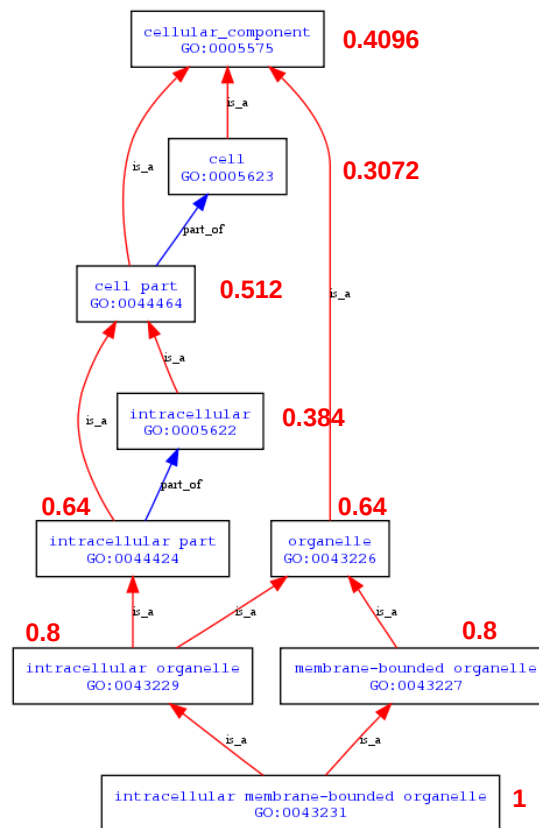 cellular_component
GO:0005575
0.4096
is_a
cell
GO:0005623
0.3072
is_a
part_of
cell part
GO:0044464
0.512
is_a
is_a
intracellular
GO:0005622
0.384
is_a
part_of
0.64
intracellular part
GO:0044424
0.64
organelle
GO:0043226
is_a
is_a
is_a
0.8
intracellular organelle
GO:0043229
0.8
membrane-bounded organelle
GO:0043227
is_a
is_a
intracellular membrane-bounded organelle
GO:0043231
1